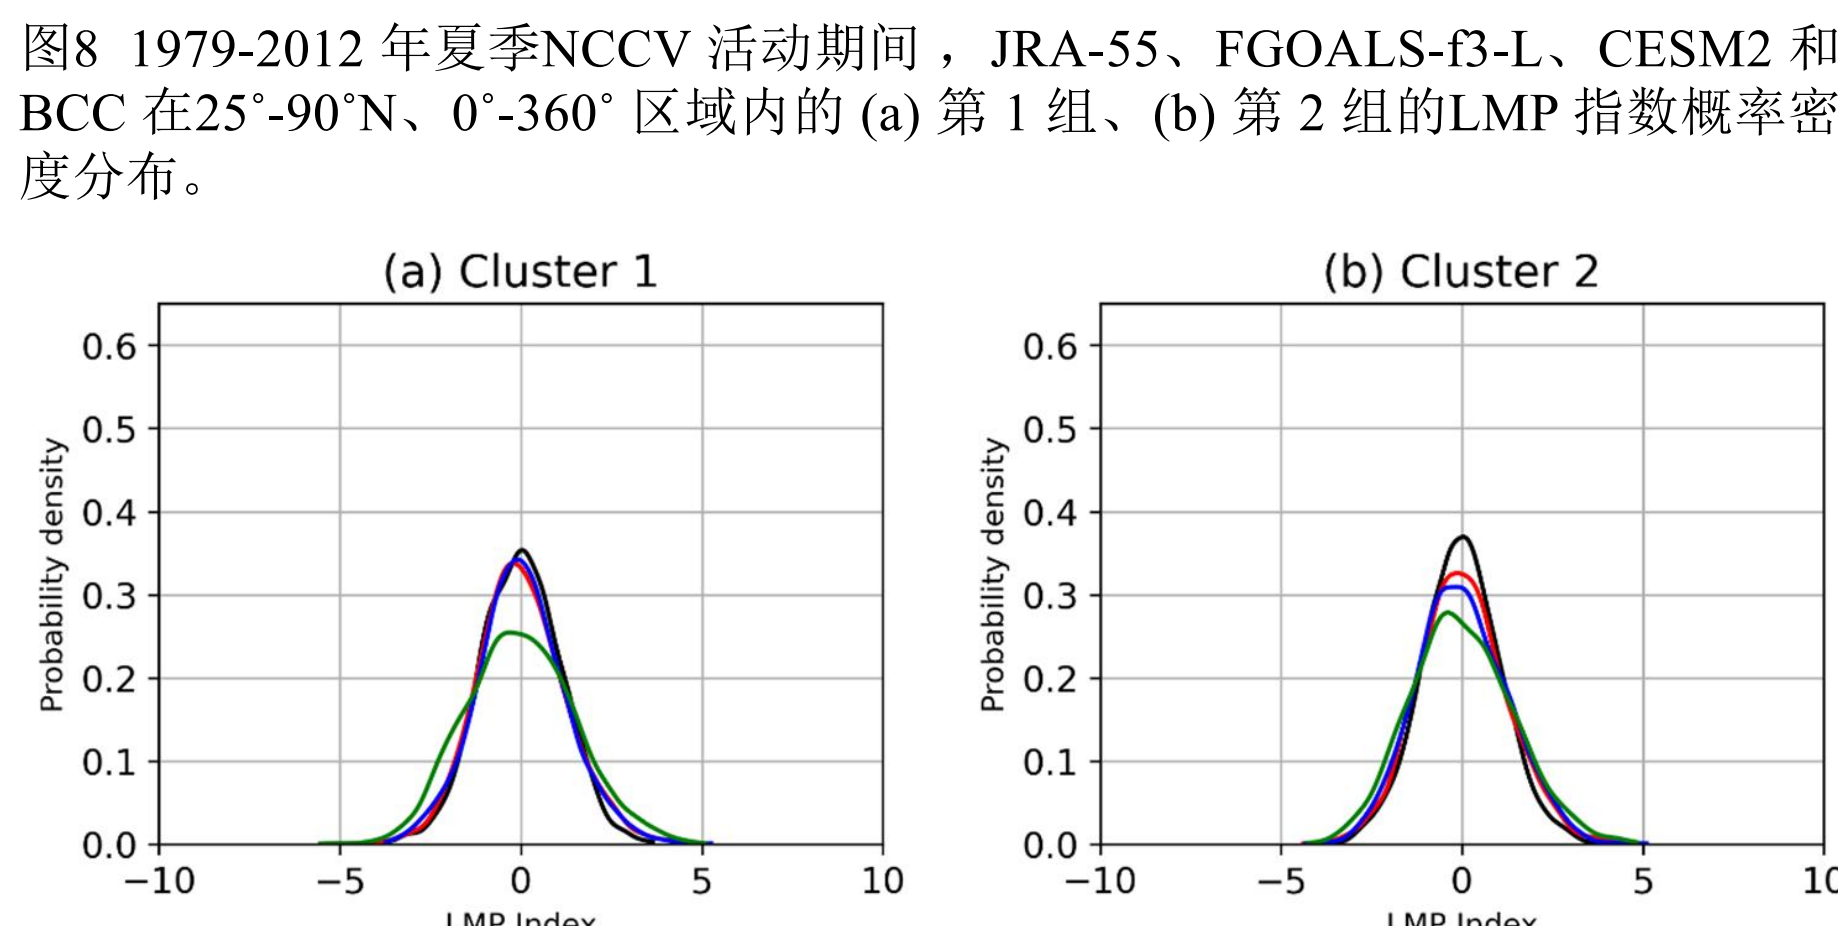 图8 1979-2012 年夏季NCCV 活动期间，JRA-55、FGOALS-f3-L、CESM2 和
BCC 在25°-90°N、0°-360° 区域内的 (a) 第 1 组、(b) 第 2 组的LMP 指数概率密
度分布。
(a) Cluster 1
Probability density
0.6
0.5
0.4
0.3
0.2
0.1
0.0
−10 −5 0 5 10
LMP Index
(b) Cluster 2
Probability density
0.6
0.5
0.4
0.3
0.2
0.1
0.0
−10 −5 0 5 10
LMP Index